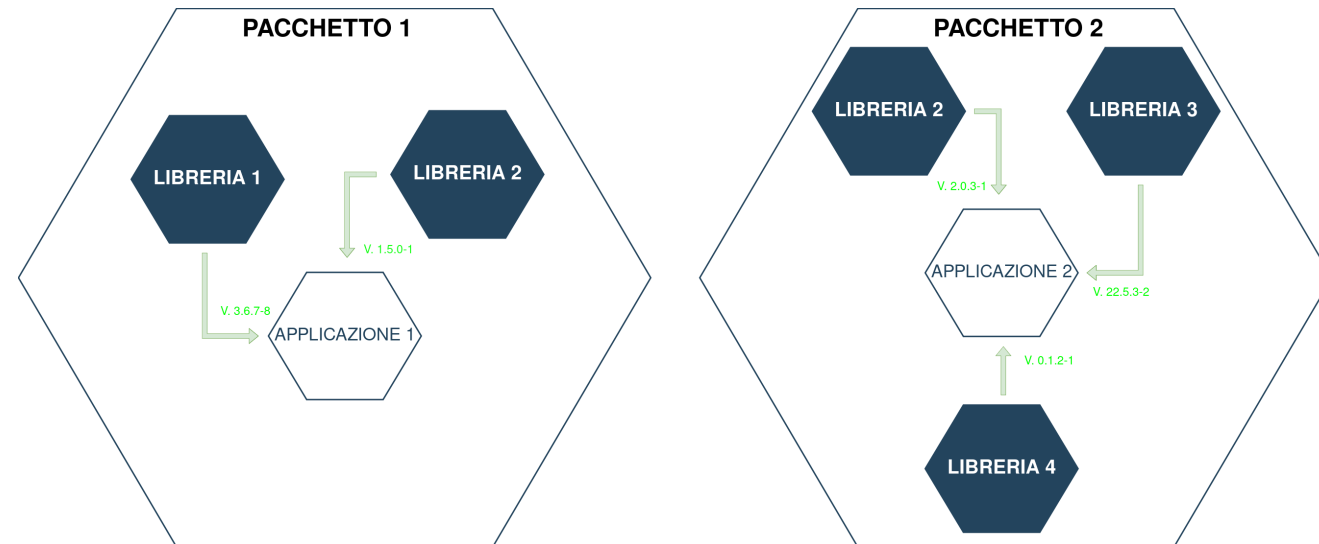 PACCHETTO 1
LIBRERIA 1
LIBRERIA 2
V. 1.5.0-1
V. 3.6.7-8
APPLICAZIONE 1
PACCHETTO 2
LIBRERIA 2
LIBRERIA 3
V. 2.0.3-1
APPLICAZIONE 2
V. 22.5.3-2
V. 0.1.2-1
LIBRERIA 4